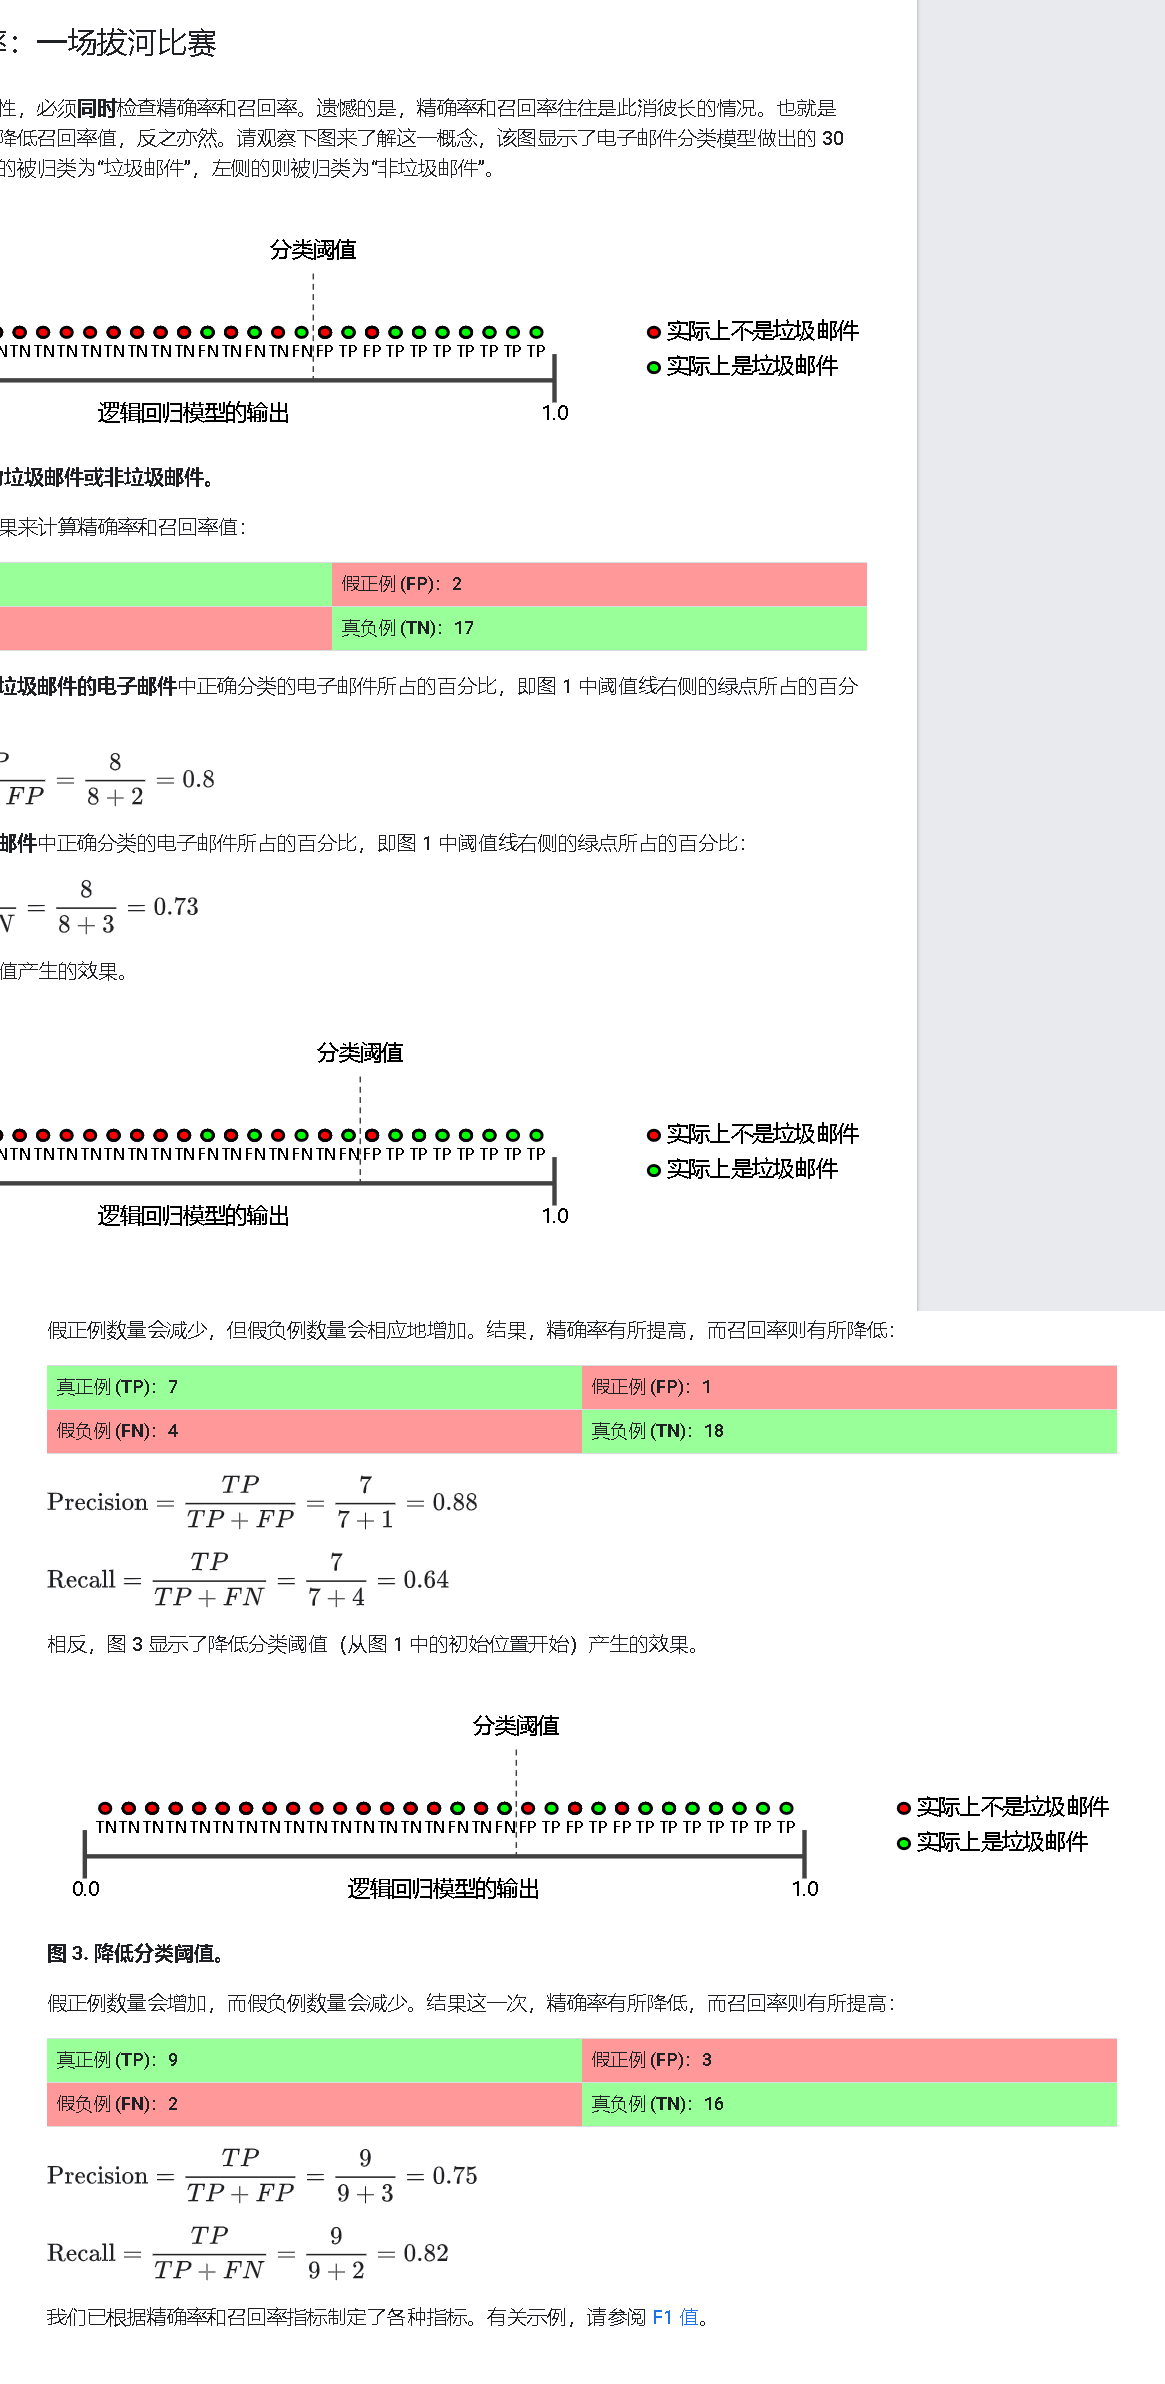 率：一场拔河比赛
性，必须同时检查精确率和召回率。遗憾的是，精确率和召回率往往是此消彼长的情况。也就是
降低召回率值，反之亦然。请观察下图来了解这一概念，该图显示了电子邮件分类模型做出的 30
的被归类为“垃圾邮件”，左侧的则被归类为“非垃圾邮件”。
分类阈值
TN TN TN TN TN TN TN TN FN TN FN TN FN FP TP FP TP TP TP TP TP TP TP
实际上不是垃圾邮件
实际上是垃圾邮件
逻辑回归模型的输出
1.0
垃圾邮件或非垃圾邮件。
果来计算精确率和召回率值：
假正例 (FP)：2
真负例 (TN)：17
垃圾邮件的电子邮件中正确分类的电子邮件所占的百分比，即图 1 中阈值线右侧的绿点所占的百分
P / FP = 8 / 8 + 2 = 0.8
邮件中正确分类的电子邮件所占的百分比，即图 1 中阈值线右侧的绿点所占的百分比：
N = 8 / 8 + 3 = 0.73
值产生的效果。
分类阈值
TN TN TN TN TN TN TN TN FN TN FN TN FN TN FN FP TP TP TP TP TP TP TP
实际上不是垃圾邮件
实际上是垃圾邮件
逻辑回归模型的输出
1.0
假正例数量会减少，但假负例数量会相应地增加。结果，精确率有所提高，而召回率则有所降低：
真正例 (TP)：7 假正例 (FP)：1
假负例 (FN)：4 真负例 (TN)：18
Precision = TP / TP + FP = 7 / 7 + 1 = 0.88
Recall = TP / TP + FN = 7 / 7 + 4 = 0.64
相反，图 3 显示了降低分类阈值（从图 1 中的初始位置开始）产生的效果。
分类阈值
TN TN TN TN TN TN TN TN TN TN TN TN TN TN TN FN TN FN FP TP FP TP FP TP TP TP TP TP TP TP
实际上不是垃圾邮件
实际上是垃圾邮件
0.0 逻辑回归模型的输出 1.0
图 3. 降低分类阈值。
假正例数量会增加，而假负例数量会减少。结果这一次，精确率有所降低，而召回率则有所提高：
真正例 (TP)：9 假正例 (FP)：3
假负例 (FN)：2 真负例 (TN)：16
Precision = TP / TP + FP = 9 / 9 + 3 = 0.75
Recall = TP / TP + FN = 9 / 9 + 2 = 0.82
我们已根据精确率和召回率指标制定了各种指标。有关示例，请参阅 F1 值。